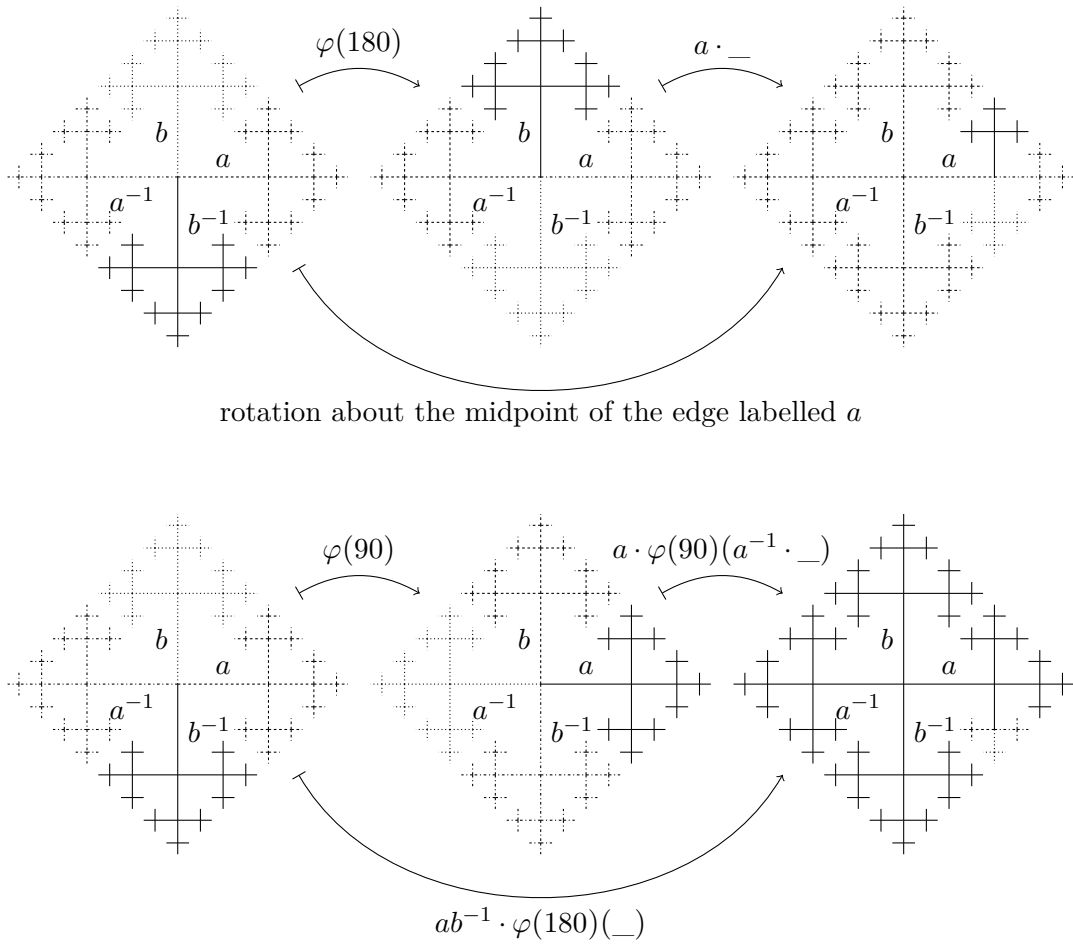 φ(180)
a · _
b
a
a⁻¹
b⁻¹
b
a
a⁻¹
b⁻¹
b
a
a⁻¹
b⁻¹
rotation about the midpoint of the edge labelled a
φ(90)
a · φ(90)(a⁻¹ · _)
b
a
a⁻¹
b⁻¹
b
a
a⁻¹
b⁻¹
b
a
a⁻¹
b⁻¹
ab⁻¹ · φ(180)(_)